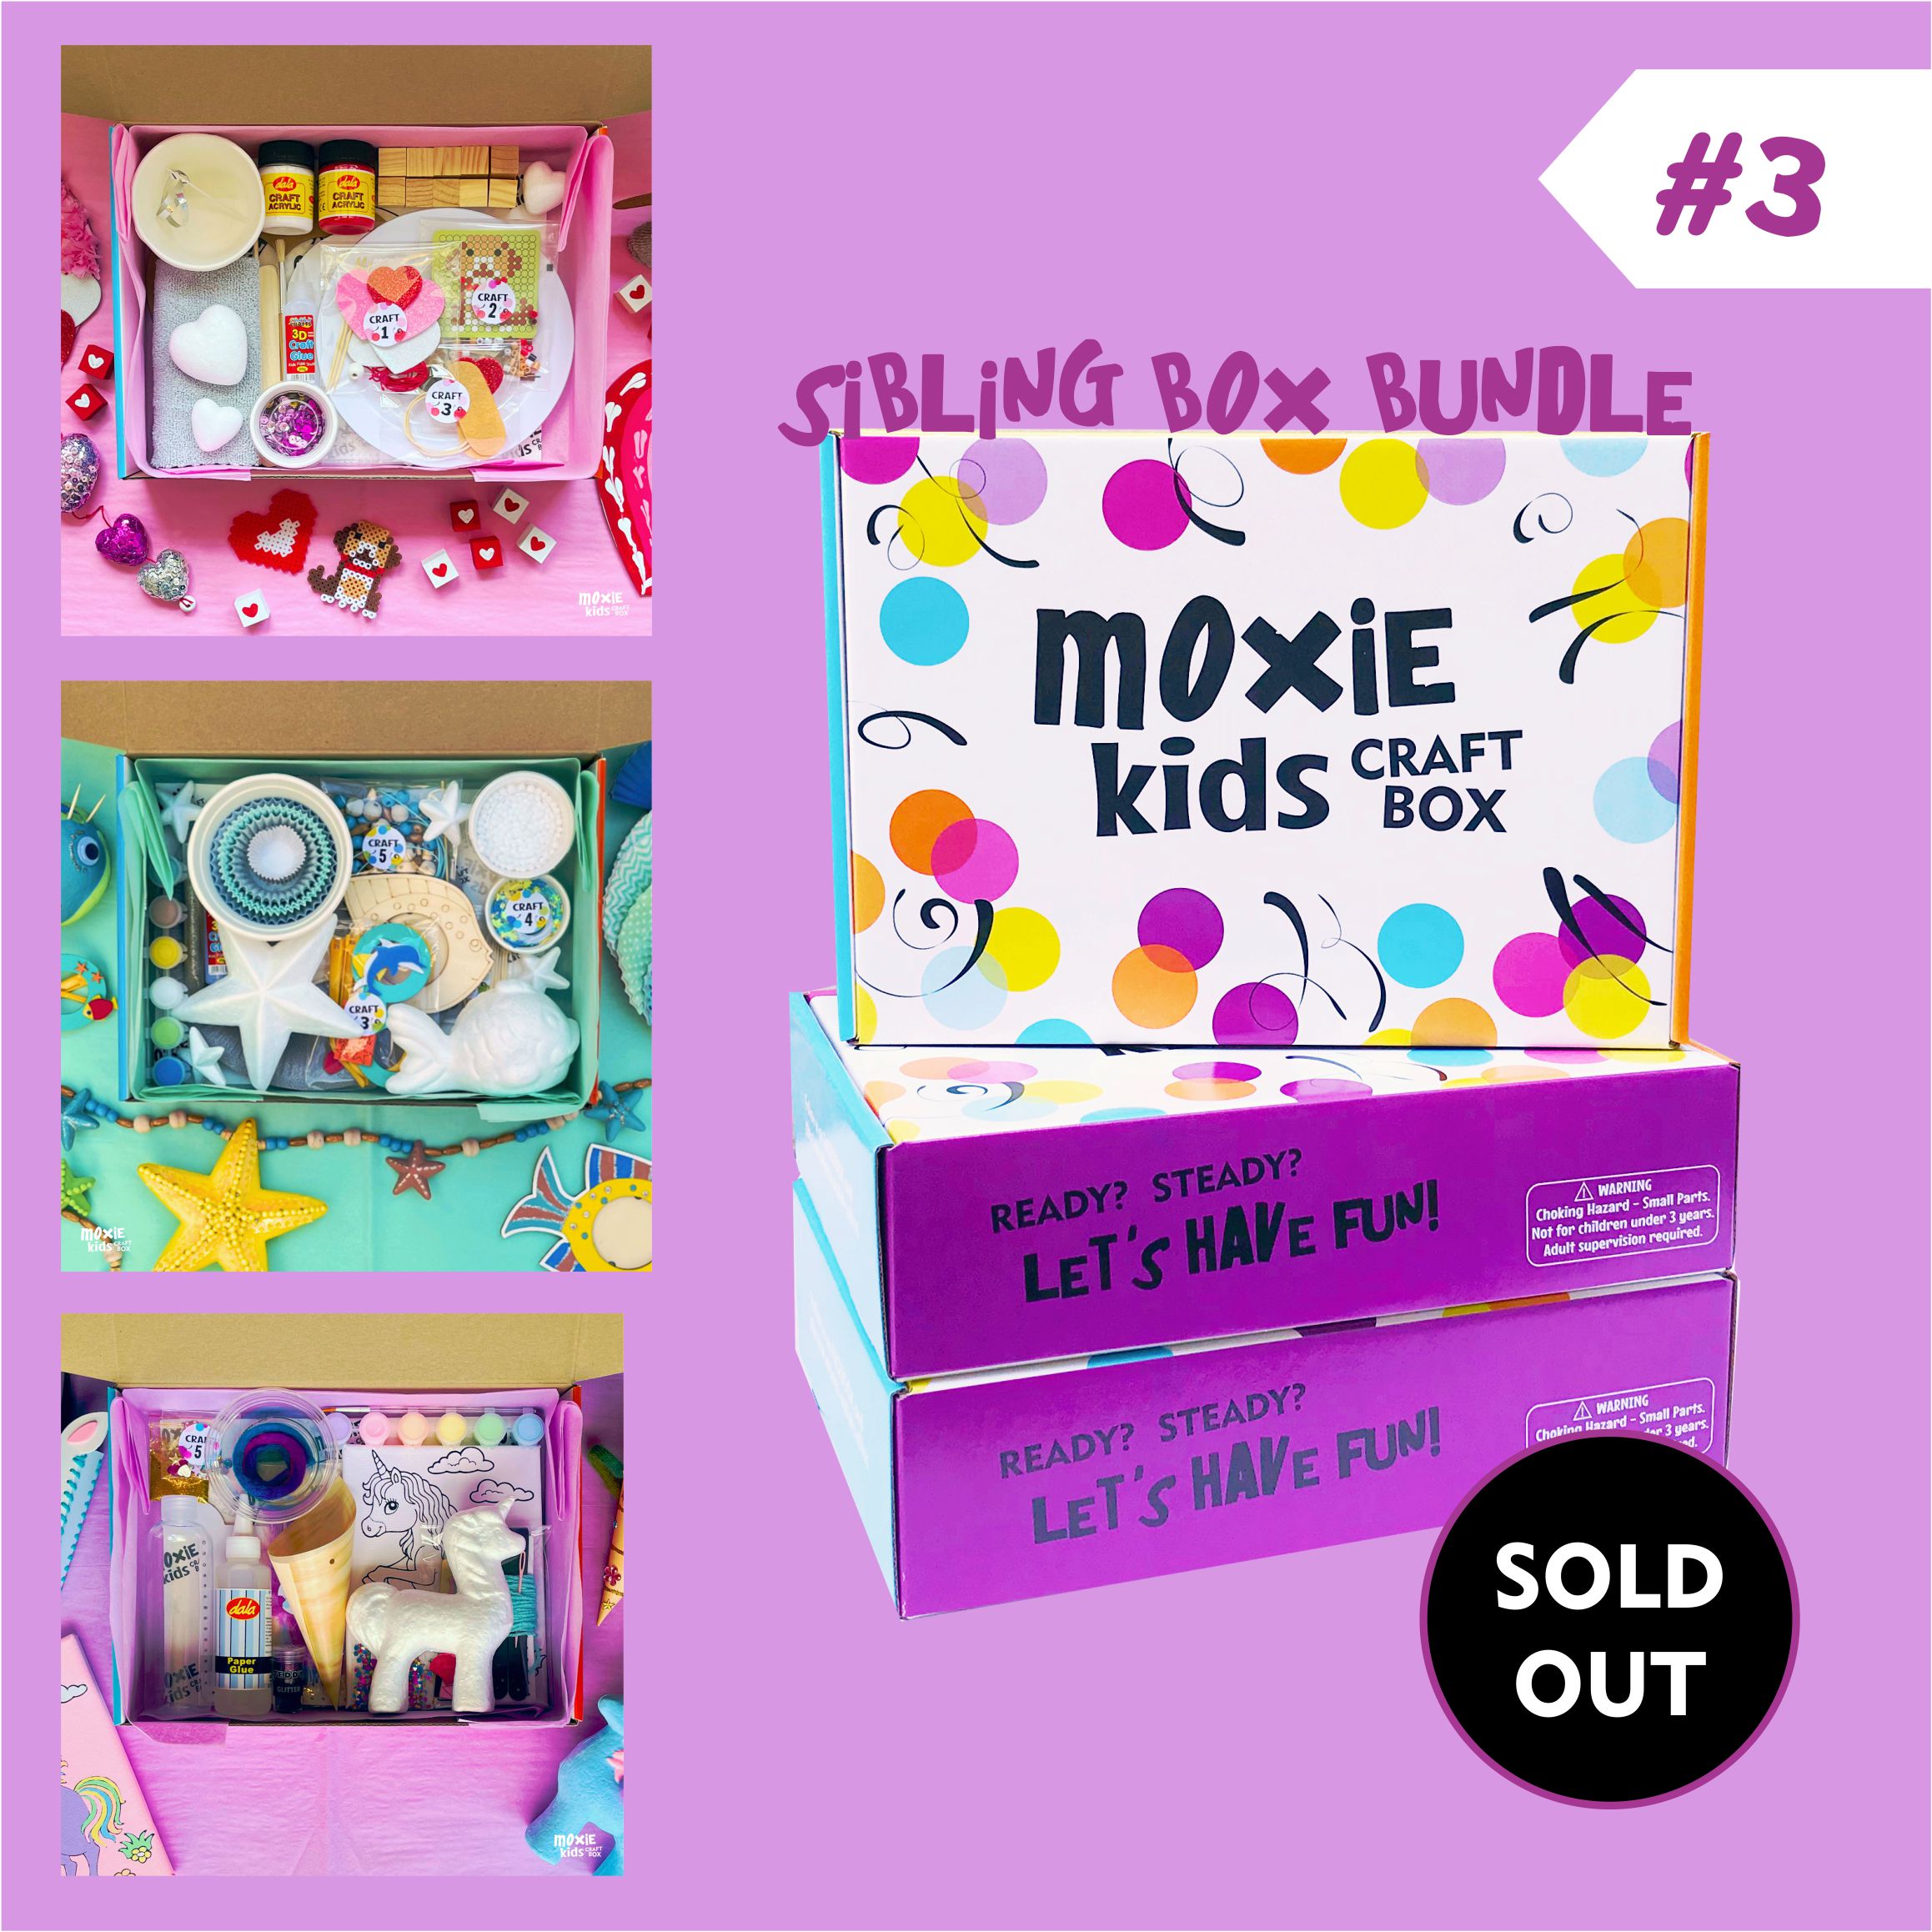 #3
SiBLiNG BOX BUNDLE
moxiE
kids CRAFT
BOX
READY? STEADY?
LET'S HAVE FUN!
WARNING
Choking Hazard - Small Parts.
Not for children under 3 years.
Adult supervision required.
READY? STEADY?
LET'S HAVE FUN!
WARNING
Choking Hazard - Small Parts.
3 years.
SOLD
OUT
dala
CRAFT
ACRYLIC
dala
CRAFT
ACRYLIC
3D
Craft
Glue
CRAFT
1
CRAFT
2
CRAFT
3
moxiE
kids CRAFT
BOX
CRAFT
5
CRAFT
4
CRAFT
3
moxiE
kids CRAFT
BOX
5
dala
Paper
Glue
GLITTER
moxiE
kids CRAFT
BOX